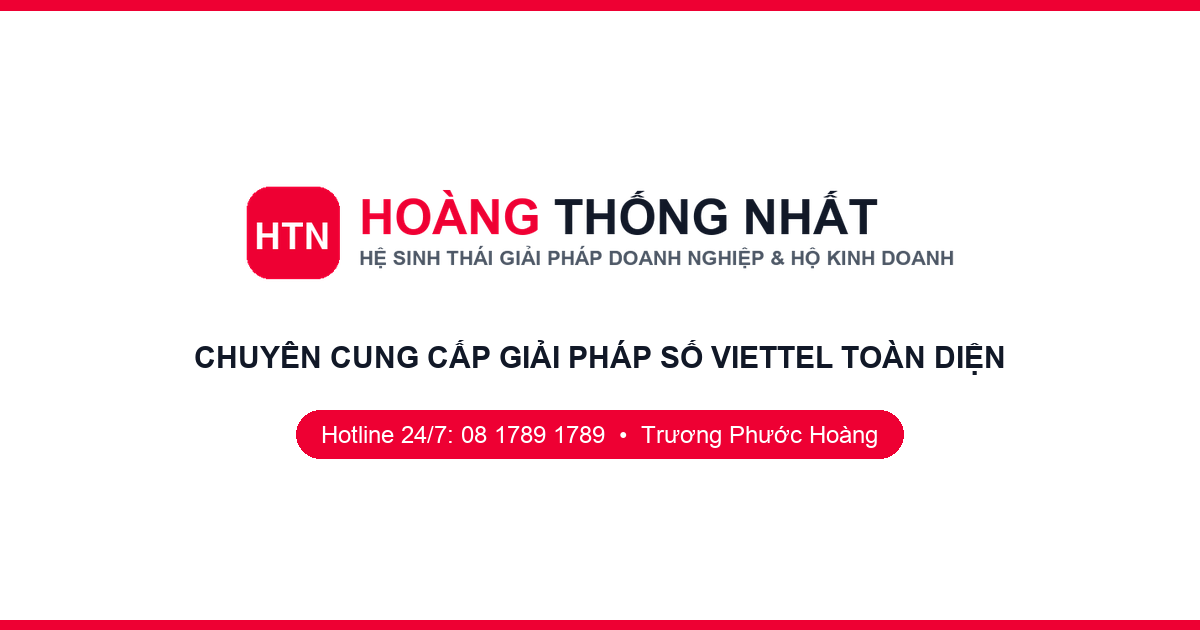 HTN
HOÀNG THỐNG NHẤT
HỆ SINH THÁI GIẢI PHÁP DOANH NGHIỆP & HỘ KINH DOANH
CHUYÊN CUNG CẤP GIẢI PHÁP SỐ VIETTEL TOÀN DIỆN
Hotline 24/7: 08 1789 1789 • Trương Phước Hoàng